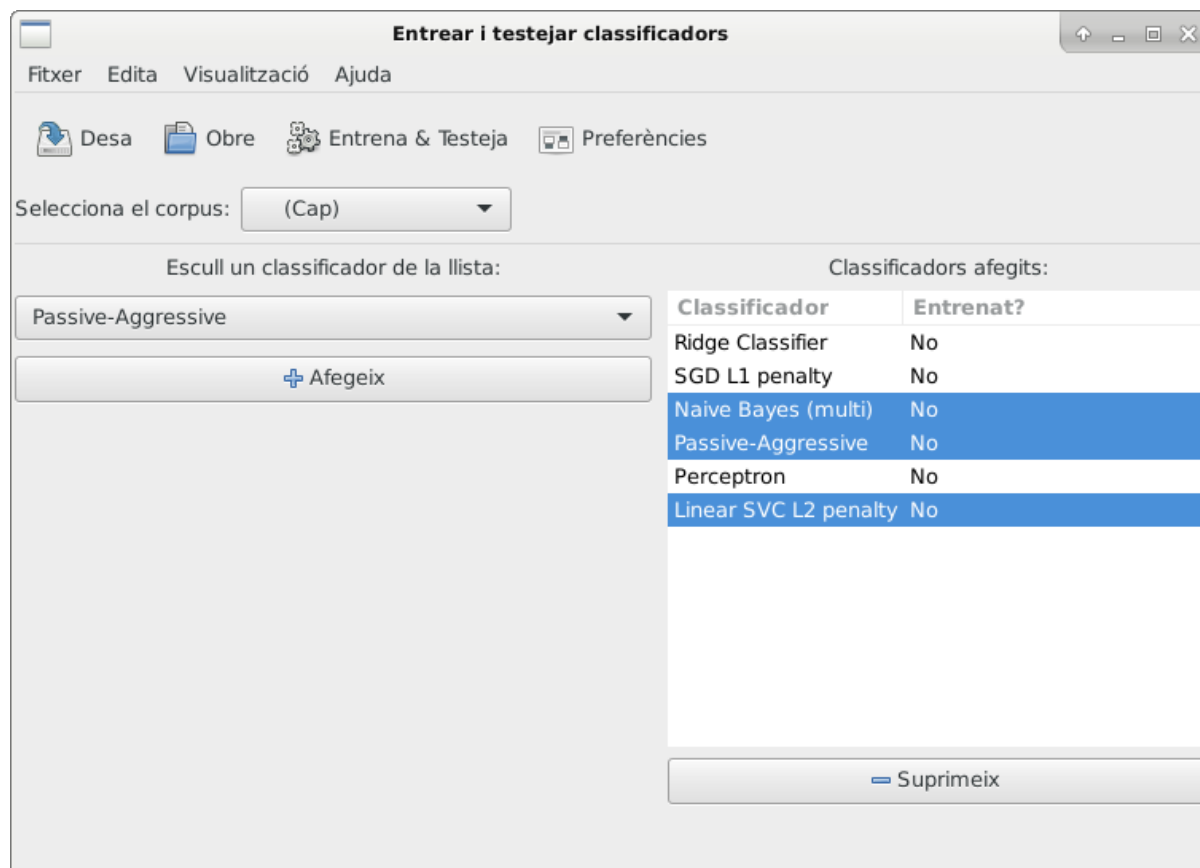 Entrear i testejar classificadors
Fitxer Edita Visualització Ajuda
Desa Obre Entrena & Testeja Preferències
Selecciona el corpus: (Cap)
Escull un classificador de la llista:
Passive-Aggressive
Afegeix
Classificadors afegits:
Classificador Entrenat?
Ridge Classifier No
SGD L1 penalty No
Naive Bayes (multi) No
Passive-Aggressive No
Perceptron No
Linear SVC L2 penalty No
Suprimeix